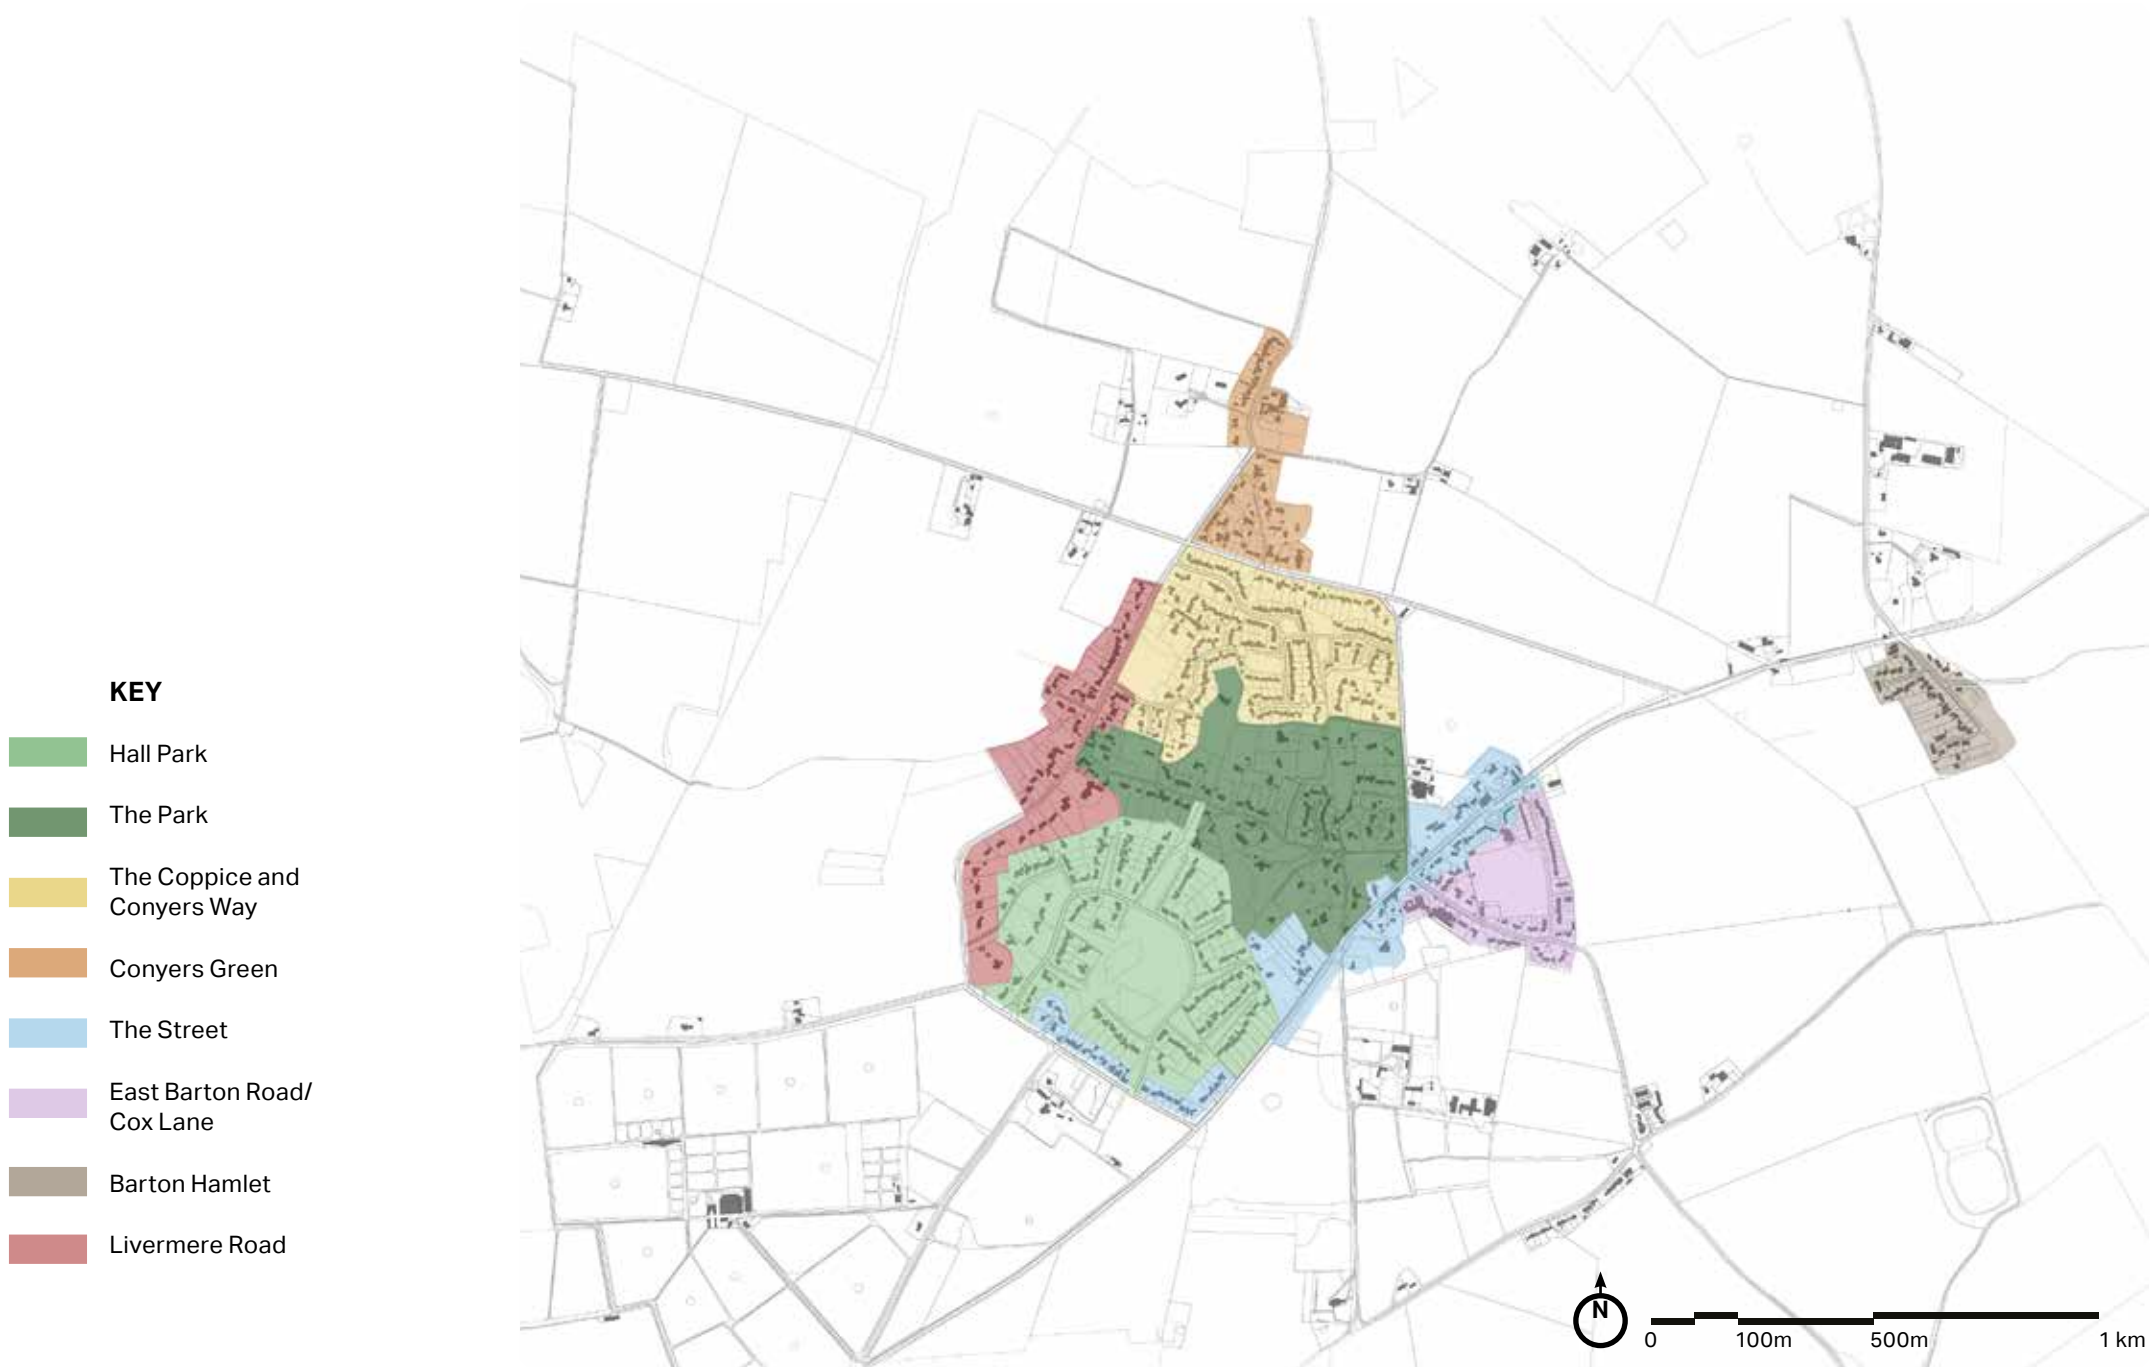 KEY
Hall Park
The Park
The Coppice and
Conyers Way
Conyers Green
The Street
East Barton Road/
Cox Lane
Barton Hamlet
Livermere Road
N
0 100m 500m 1 km